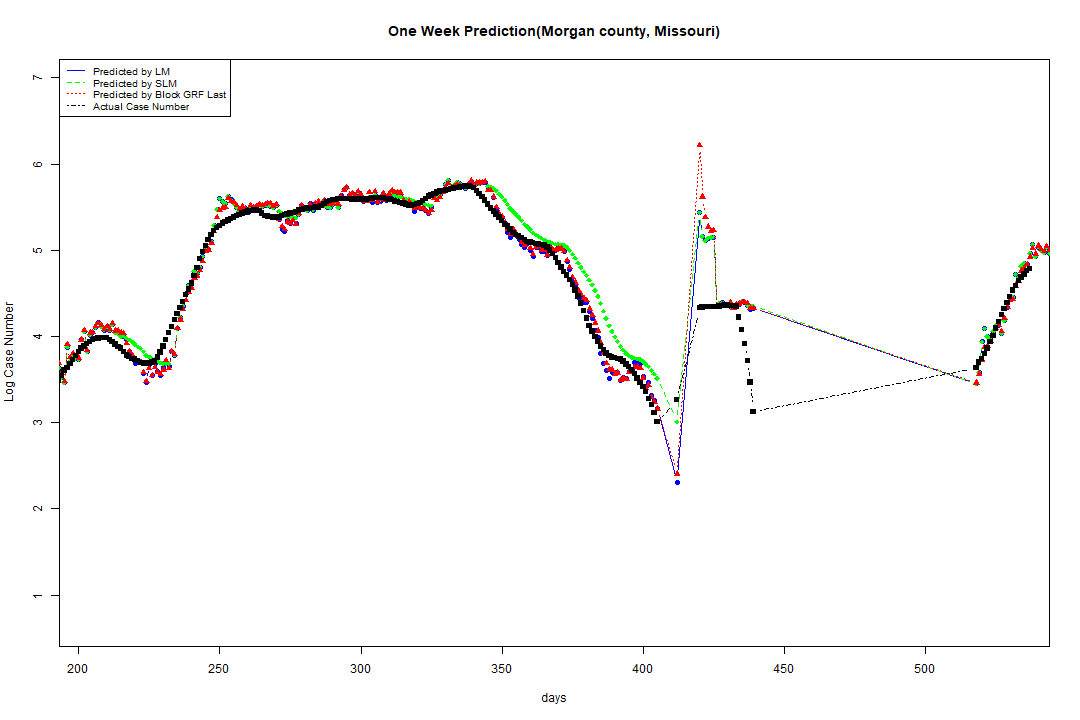 One Week Prediction(Morgan county, Missouri)
Predicted by LM
Predicted by SLM
Predicted by Block GRF Last
Actual Case Number
7
6
5
4
3
2
1
Log Case Number
200 250 300 350 400 450 500
days